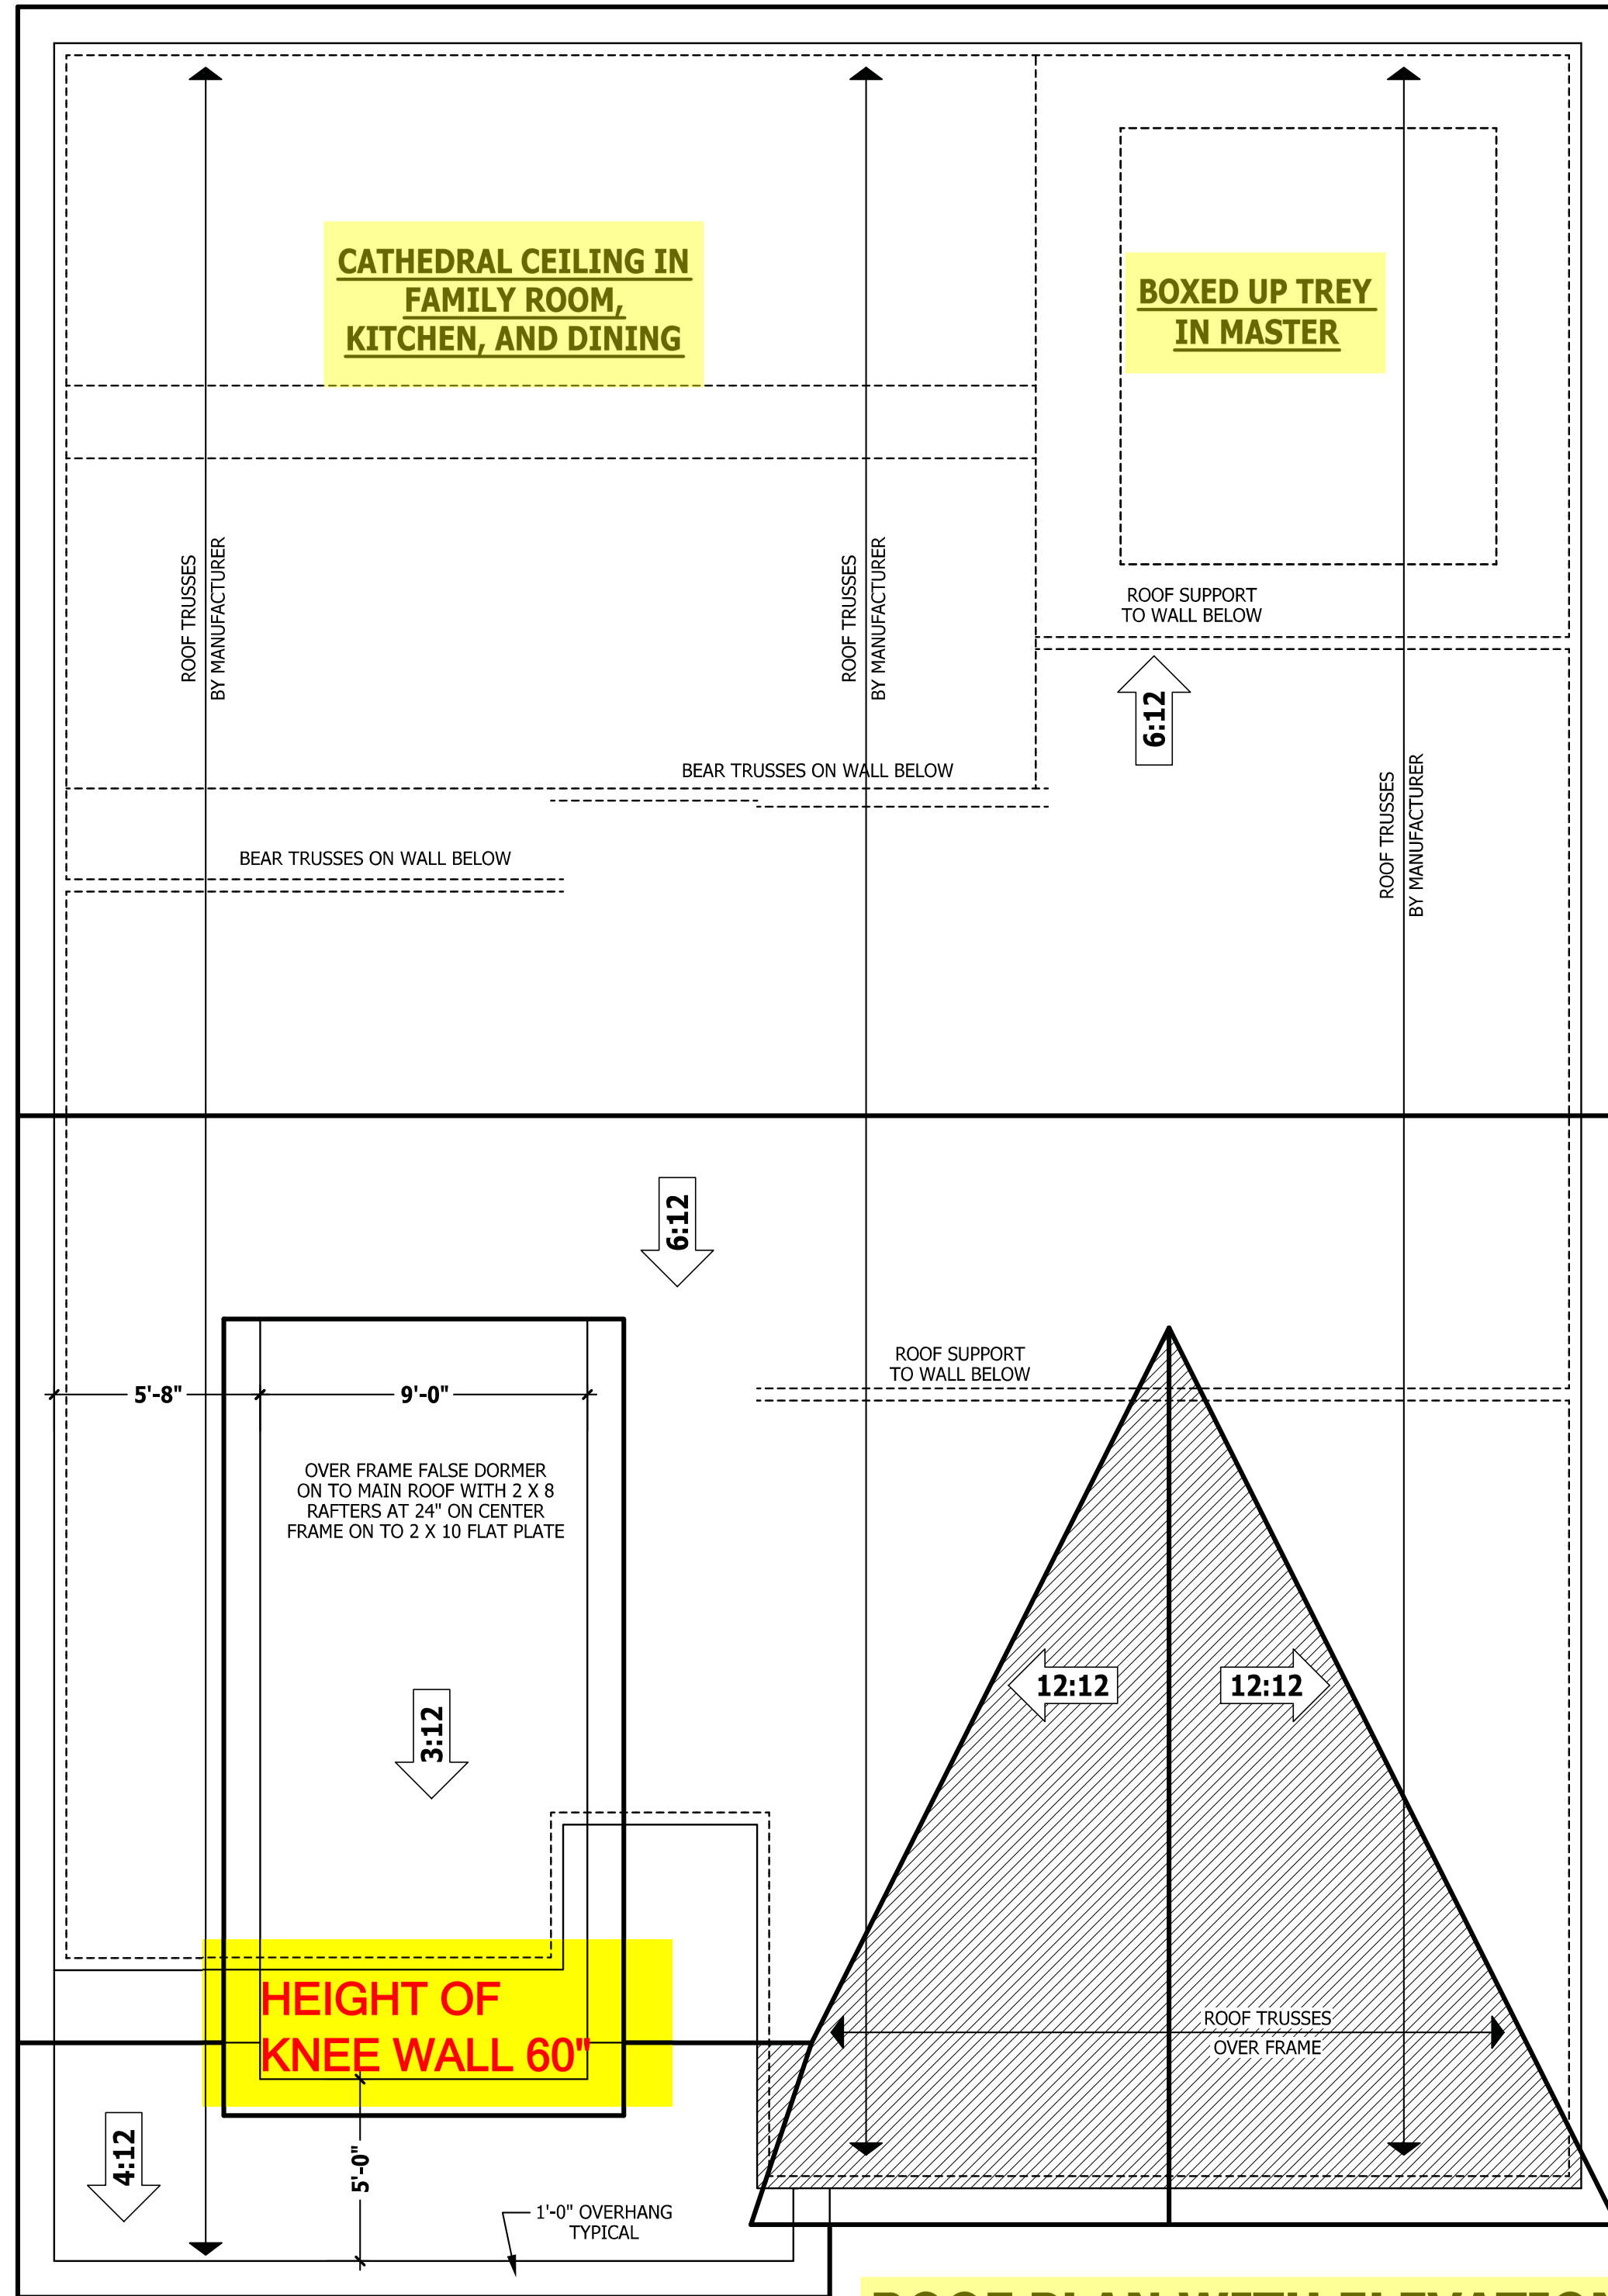 CATHEDRAL CEILING IN
FAMILY ROOM,
KITCHEN, AND DINING
BOXED UP TREY
IN MASTER
ROOF TRUSSES
BY MANUFACTURER
ROOF TRUSSES
BY MANUFACTURER
ROOF SUPPORT
TO WALL BELOW
6:12
BEAR TRUSSES ON WALL BELOW
ROOF TRUSSES
BY MANUFACTURER
BEAR TRUSSES ON WALL BELOW
6:12
ROOF SUPPORT
TO WALL BELOW
5'-8"
9'-0"
OVER FRAME FALSE DORMER
ON TO MAIN ROOF WITH 2 X 8
RAFTERS AT 24" ON CENTER
FRAME ON TO 2 X 10 FLAT PLATE
12:12
12:12
3:12
HEIGHT OF
KNEE WALL 60"
ROOF TRUSSES
OVER FRAME
4:12
5'-0"
1'-0" OVERHANG
TYPICAL
ROOF PLAN WITH ELEVATION